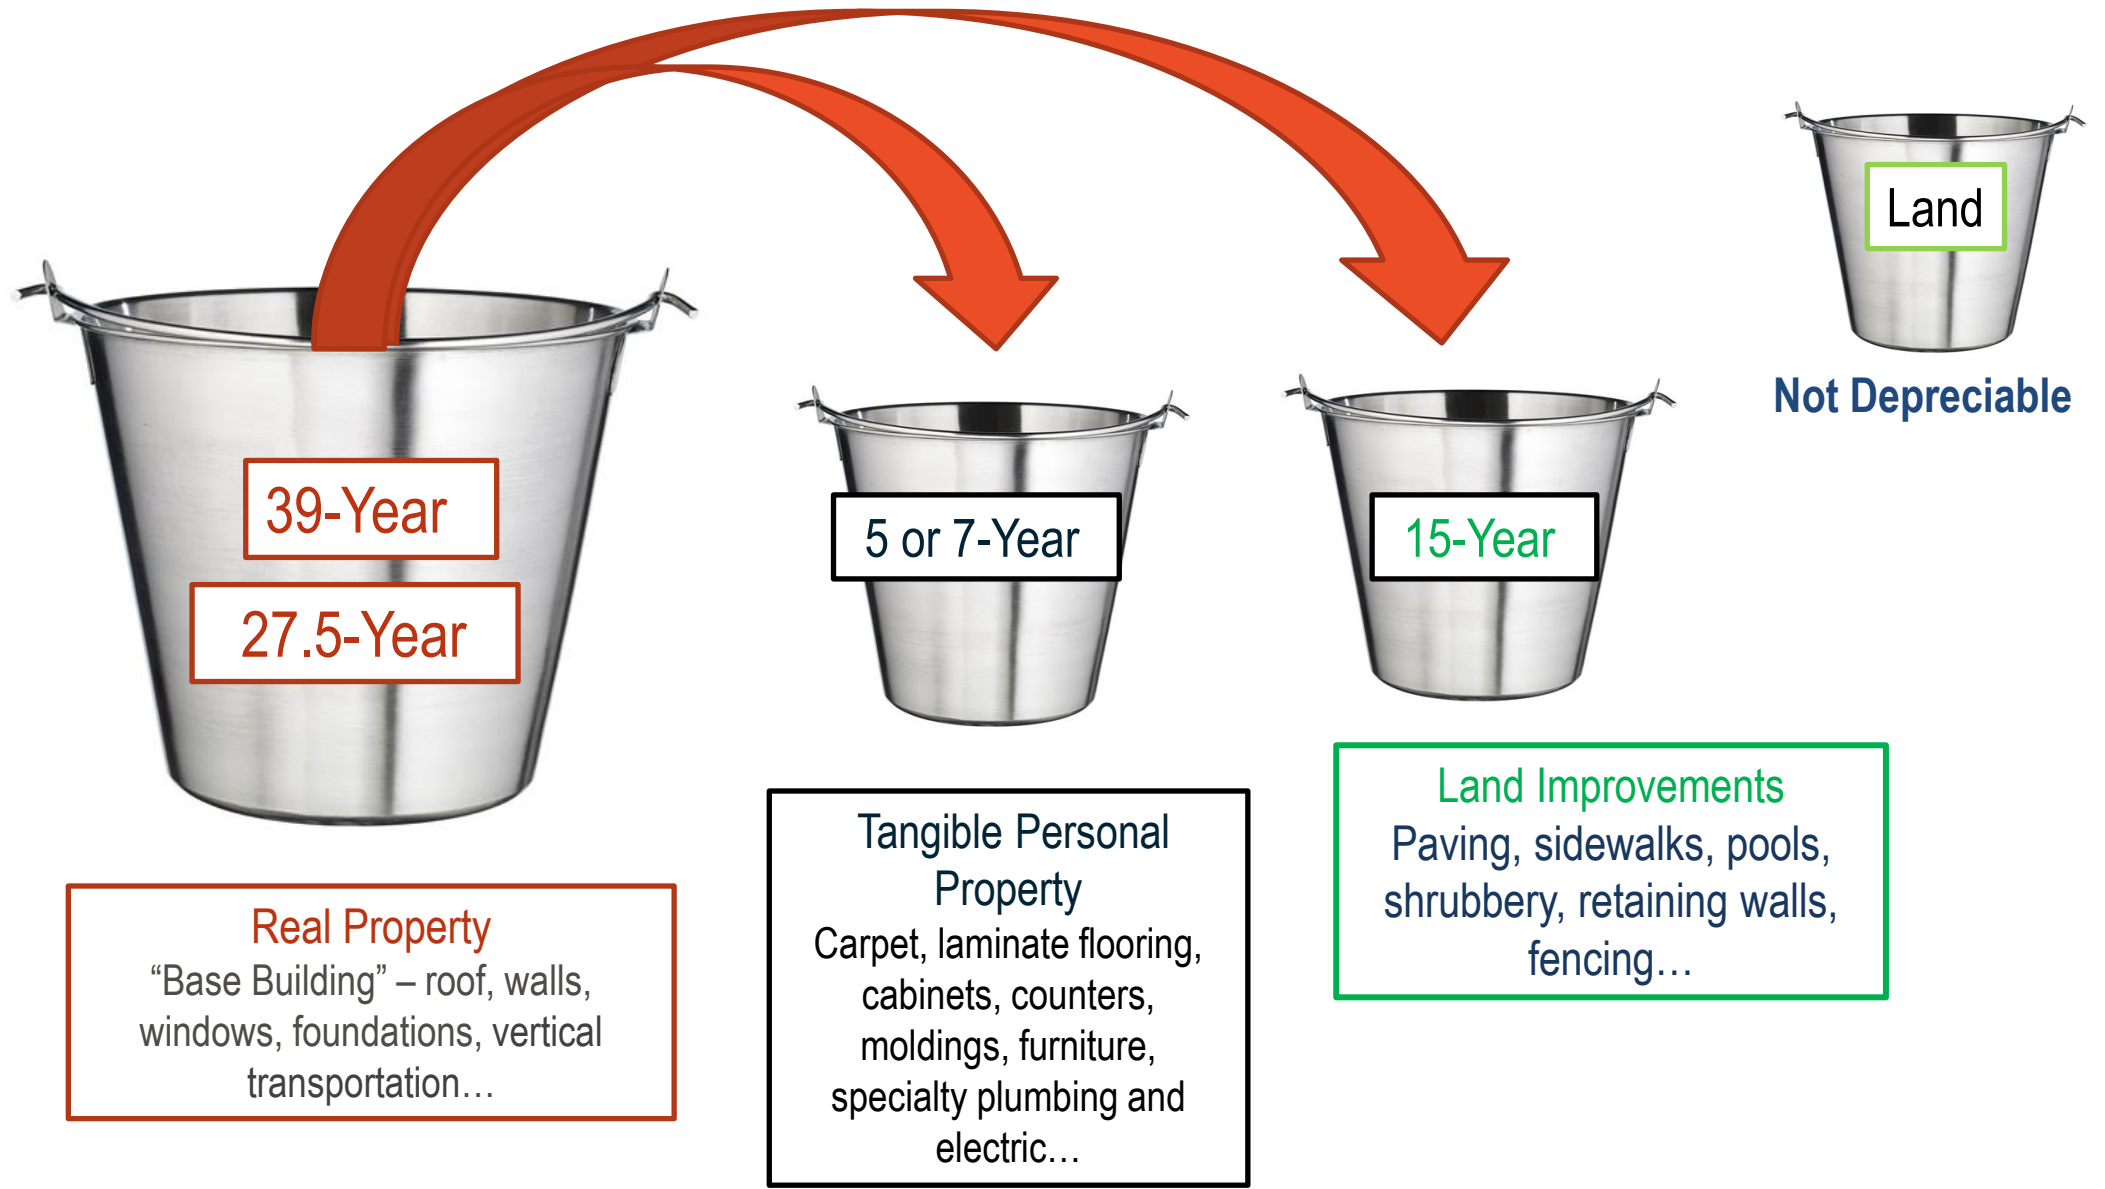 Land
Not Depreciable
39-Year
27.5-Year
5 or 7-Year
15-Year
Real Property
“Base Building” – roof, walls,
windows, foundations, vertical
transportation…
Tangible Personal
Property
Carpet, laminate flooring,
cabinets, counters,
moldings, furniture,
specialty plumbing and
electric…
Land Improvements
Paving, sidewalks, pools,
shrubbery, retaining walls,
fencing…